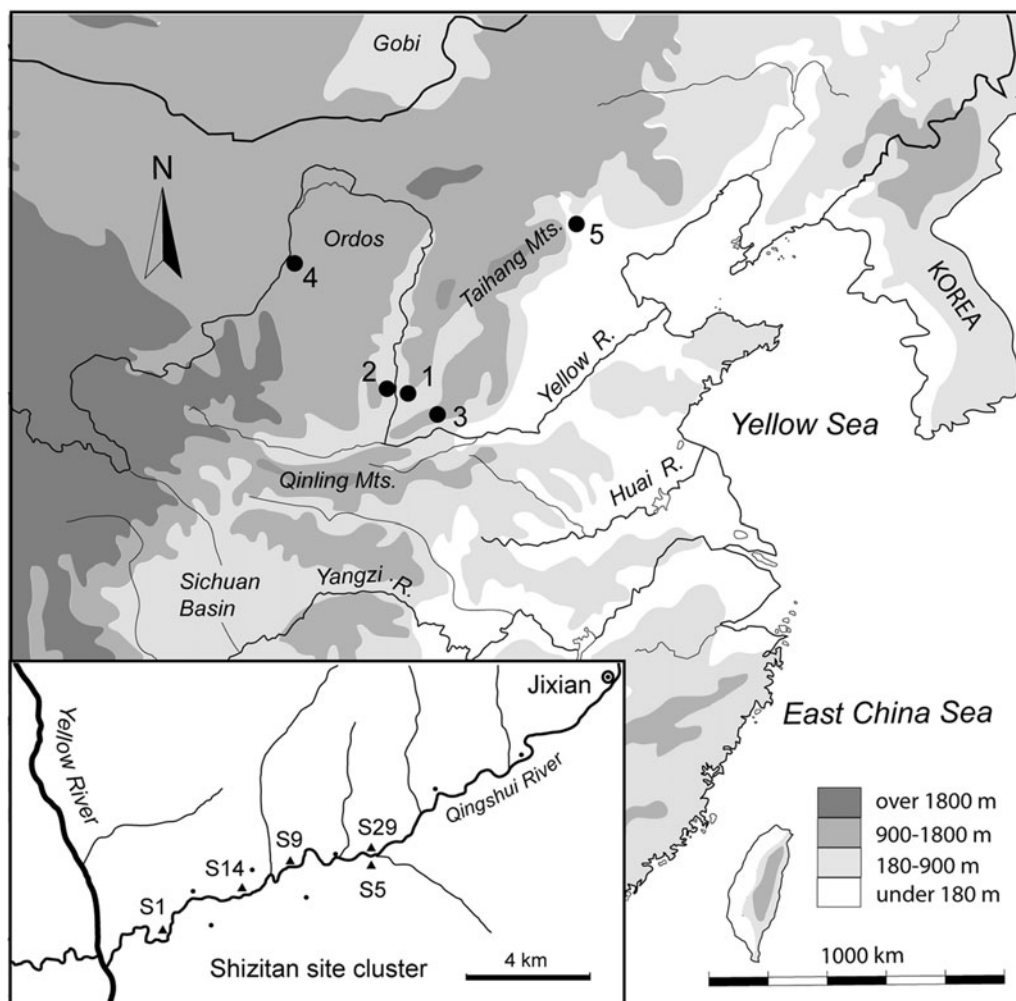 Gobi
N
Ordos
Taihang Mts.
5
4
KOREA
2
1
3
Yellow R.
Yellow Sea
Qinling Mts.
Huai R.
Sichuan
Basin
Yangzi R.
East China Sea
over 1800 m
900-1800 m
180-900 m
under 180 m
1000 km
Jixian
Yellow River
Qingshui River
S29
S9
S14
S5
S1
Shizitan site cluster
4 km